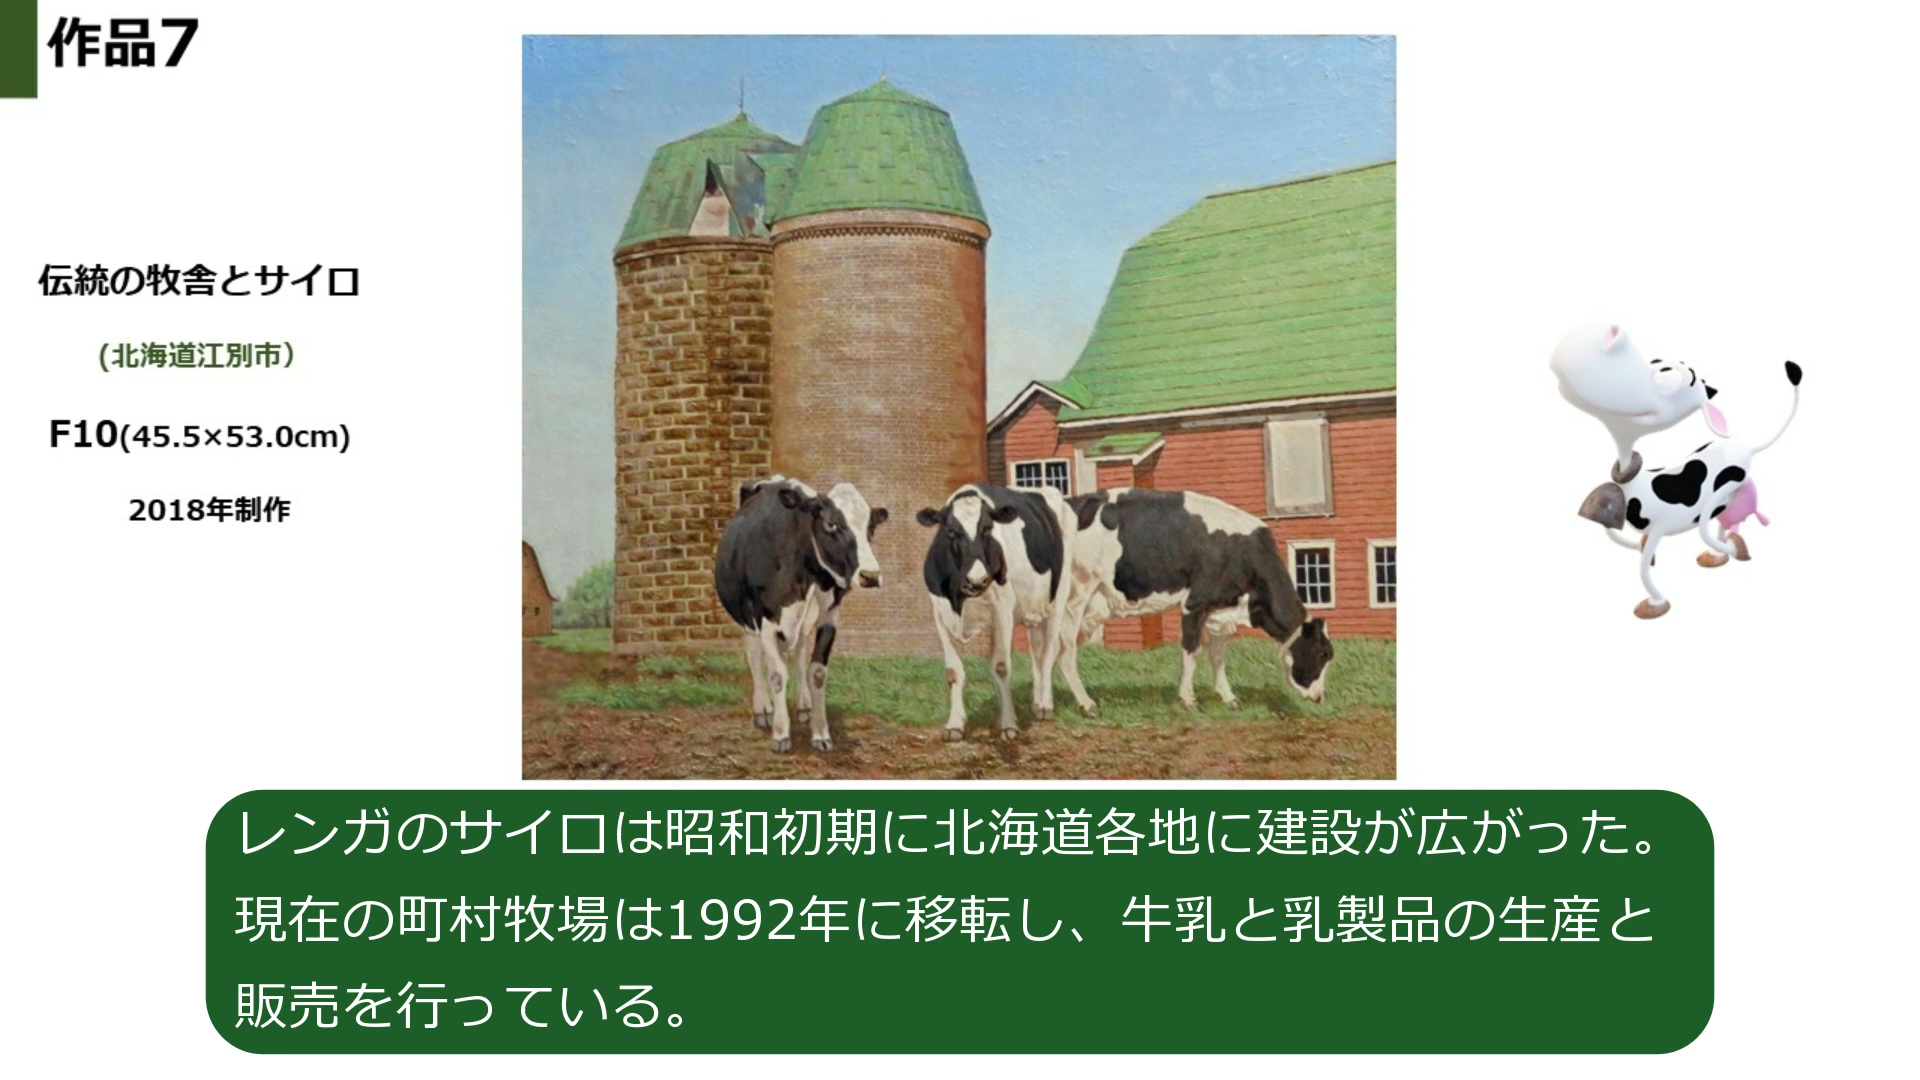 作品7
伝統の牧舎とサイロ
(北海道江別市）
F10(45.5×53.0cm)
2018年制作
レンガのサイロは昭和初期に北海道各地に建設が広がった。
現在の町村牧場は1992年に移転し、牛乳と乳製品の生産と
販売を行っている。